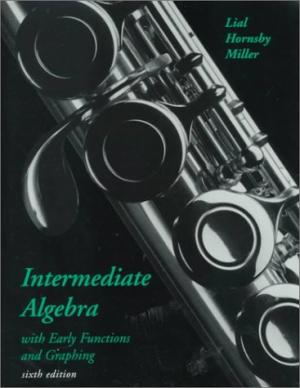 Lial
Hornsby
Miller
Intermediate
Algebra
with Early Functions
and Graphing
sixth edition